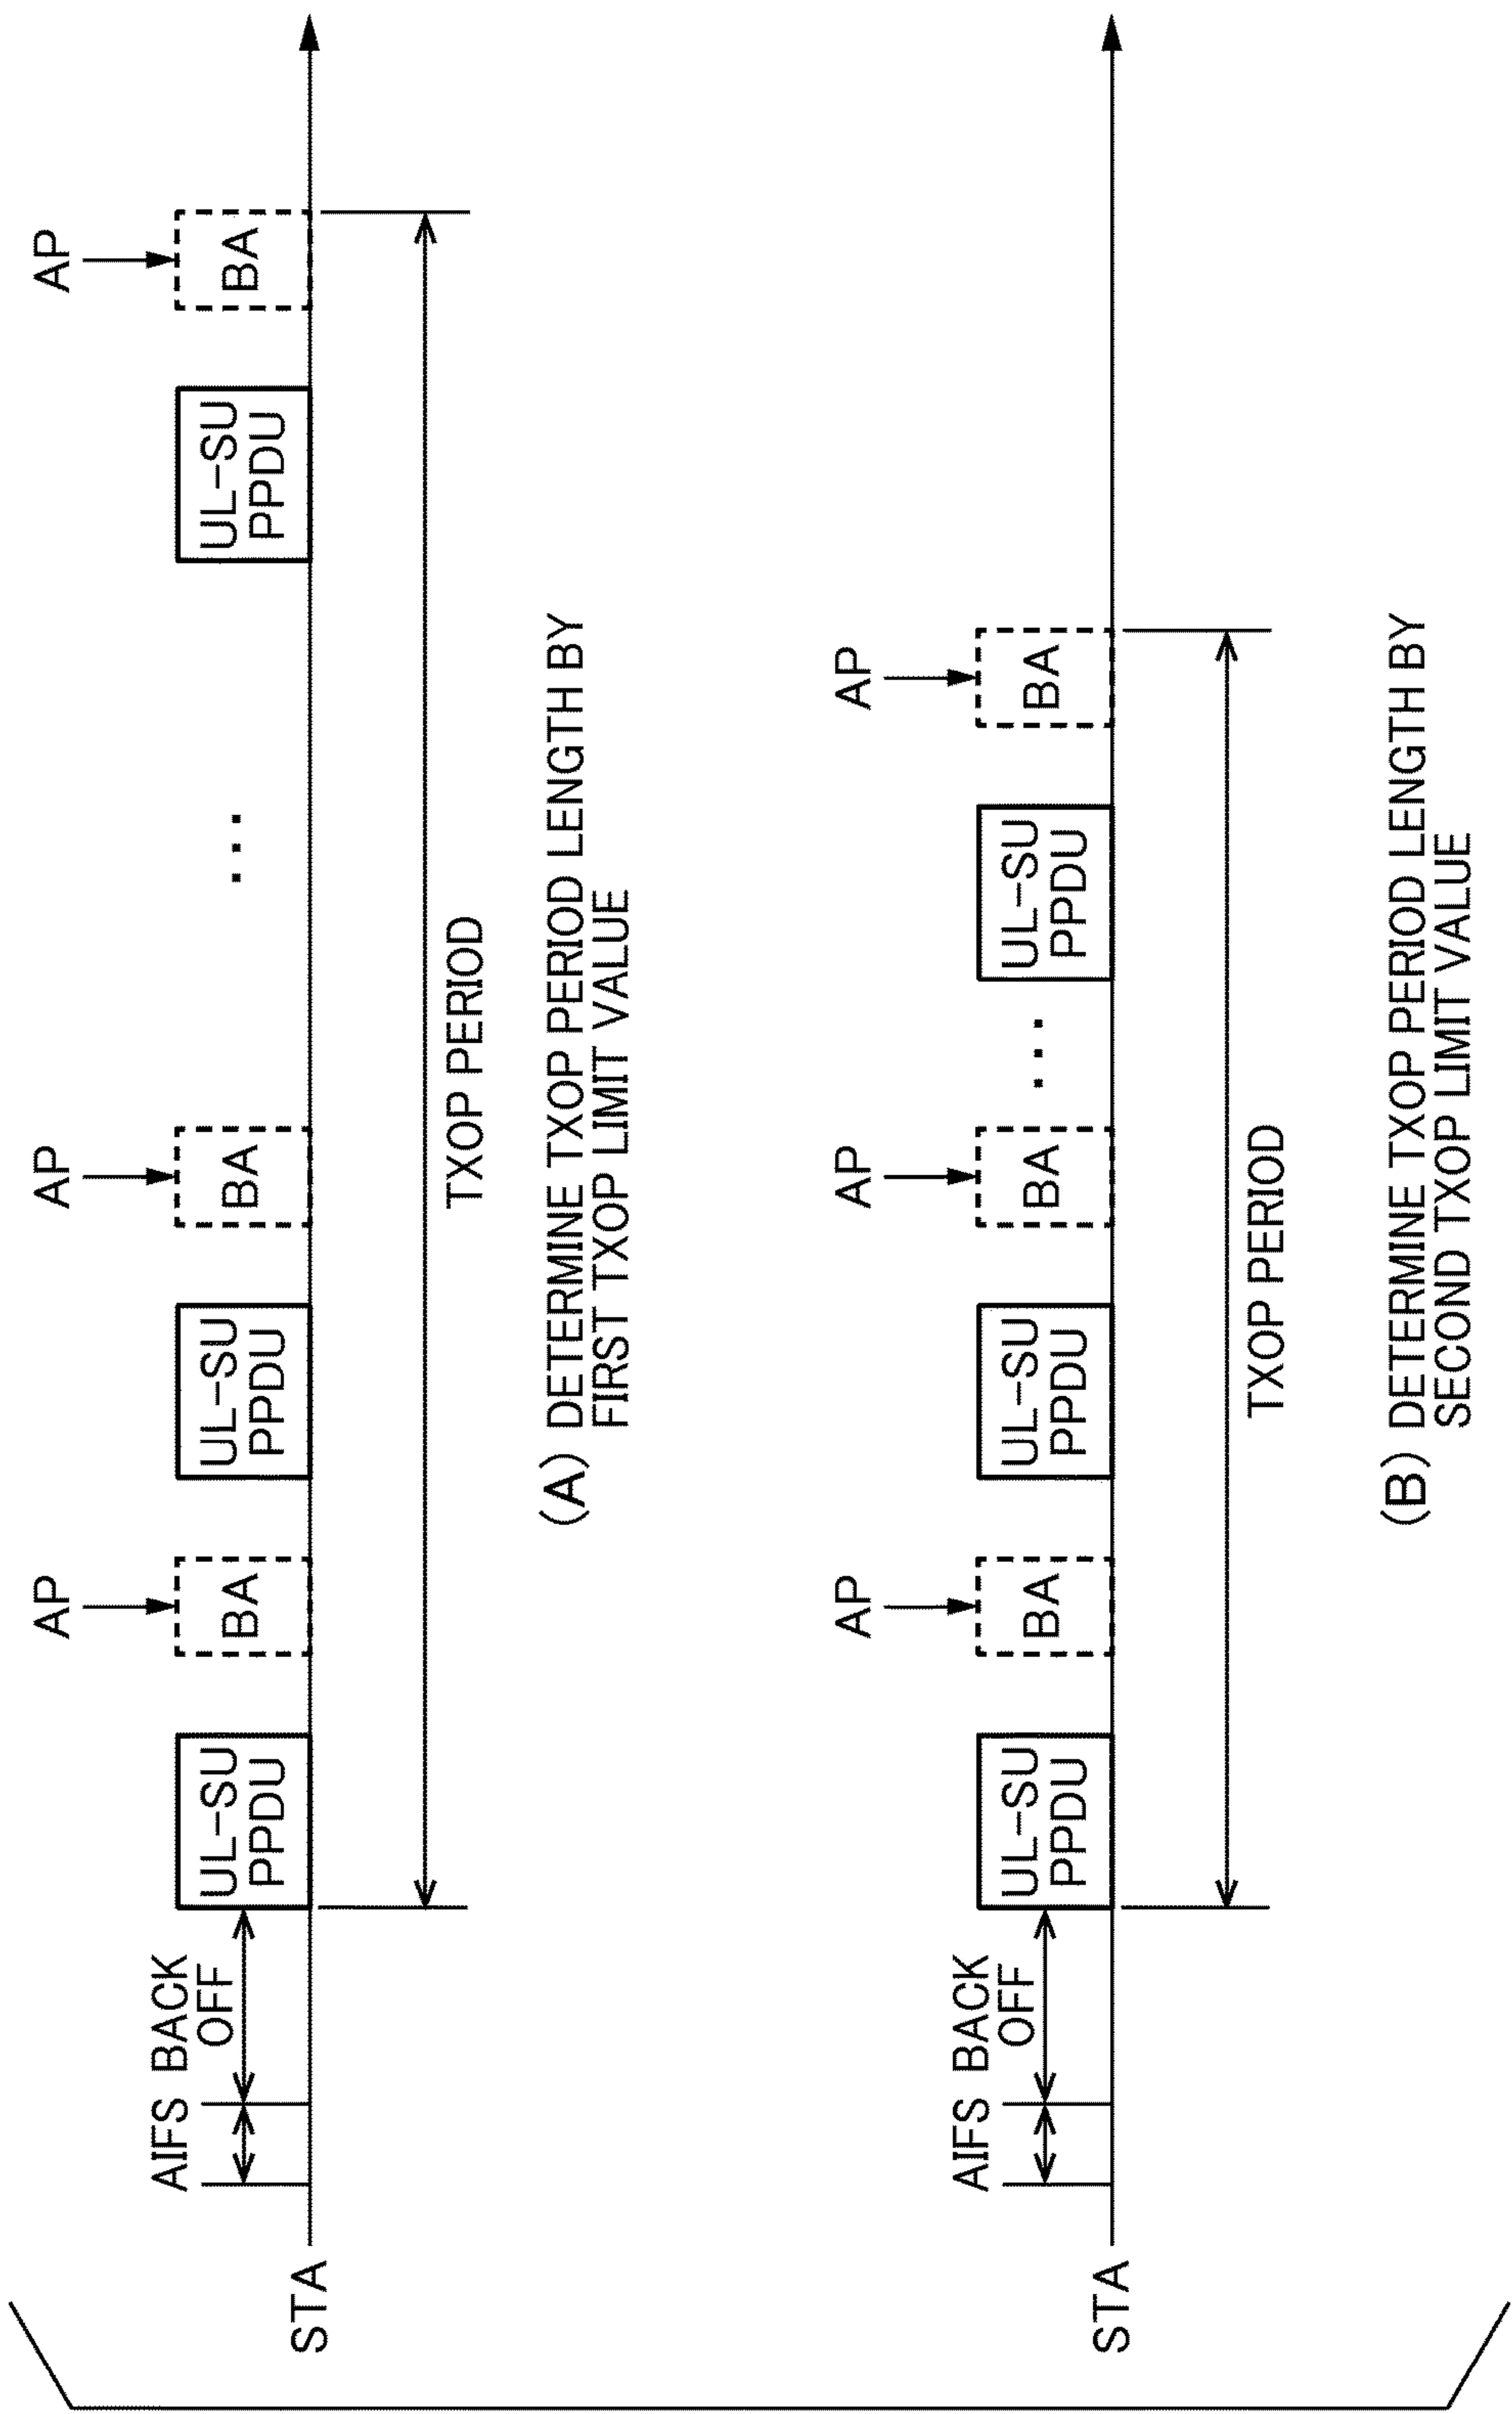 AP
AP
AP
AIFS
BACK
OFF
UL-SU
PPDU
BA
UL-SU
PPDU
BA
...
UL-SU
PPDU
BA
STA
TXOP PERIOD
(A) DETERMINE TXOP PERIOD LENGTH BY
FIRST TXOP LIMIT VALUE
AP
AP
AP
AIFS
BACK
OFF
UL-SU
PPDU
BA
UL-SU
PPDU
BA
...
UL-SU
PPDU
BA
STA
TXOP PERIOD
(B) DETERMINE TXOP PERIOD LENGTH BY
SECOND TXOP LIMIT VALUE